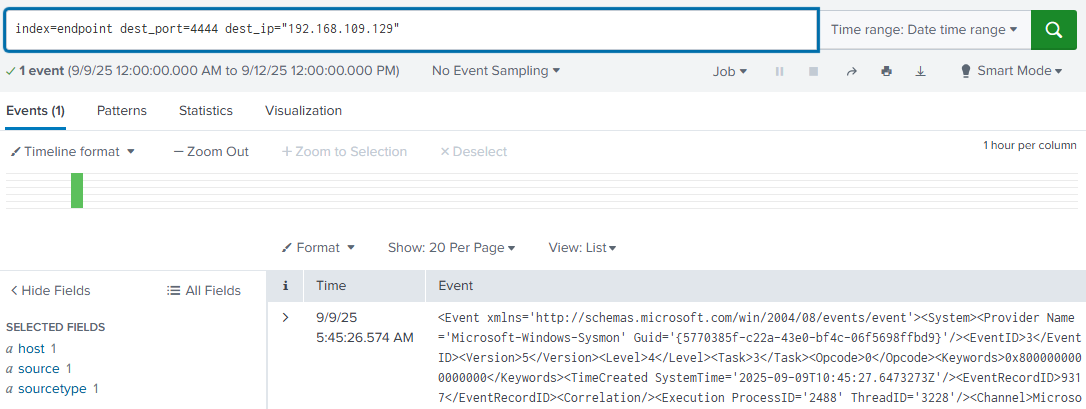 index=endpoint dest_port=4444 dest_ip="192.168.109.129"
Time range: Date time range
1 event (9/9/25 12:00:00.000 AM to 9/12/25 12:00:00.000 PM)
No Event Sampling
Job
Smart Mode
Events (1)
Patterns
Statistics
Visualization
Timeline format
— Zoom Out
+ Zoom to Selection
× Deselect
1 hour per column
Format
Show: 20 Per Page
View: List
< Hide Fields
All Fields
i
Time
Event
SELECTED FIELDS
a host 1
a source 1
a sourcetype 1
>
9/9/25
5:45:26.574 AM
<Event xmlns='http://schemas.microsoft.com/win/2004/08/events/event'><System><Provider Name
='Microsoft-Windows-Sysmon' Guid='{5770385f-c22a-43e0-bf4c-06f5698ffbd9}'/><EventID>3</Event
ID><Version>5</Version><Level>4</Level><Task>3</Task><Opcode>0</Opcode><Keywords>0x800000000
0000000</Keywords><TimeCreated SystemTime='2025-09-09T10:45:27.6473273Z'/><EventRecordID>931
7</EventRecordID><Correlation/><Execution ProcessID='2488' ThreadID='3228'/><Channel>Microso